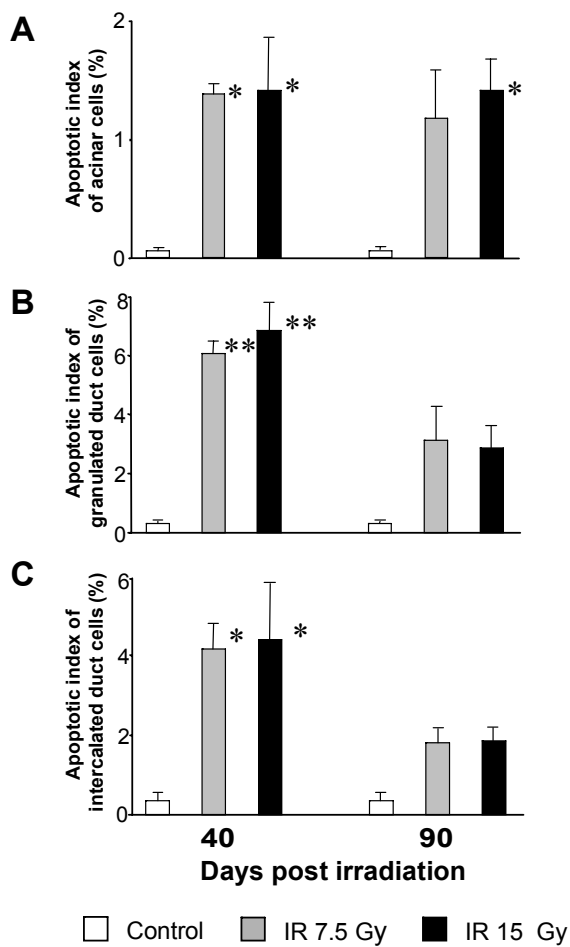 A
Apoptotic index
of acinar cells (%)
2
1
0
*
*
*
B
Apoptotic index of
granulated duct cells (%)
8
6
4
2
0
**
**
C
Apoptotic index of
intercalated duct cells (%)
6
4
2
0
*
*
40
90
Days post irradiation
Control
IR 7.5 Gy
IR 15 Gy